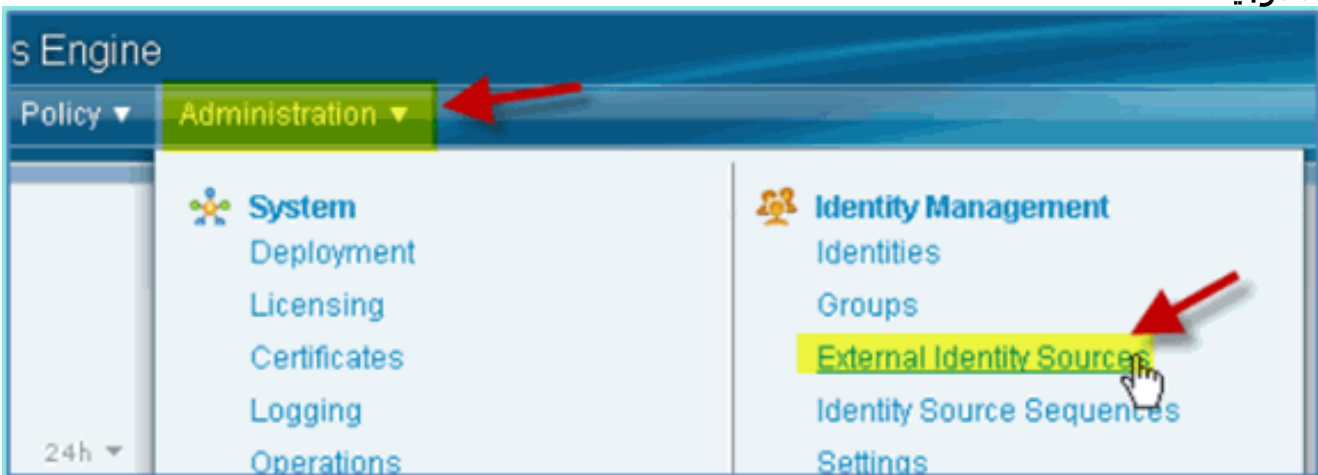 s Engine
Policy ▼
Administration ▼
System
Deployment
Licensing
Certificates
Logging
Operations
Identity Management
Identities
Groups
External Identity Sources
Identity Source Sequences
Settings
24h ▼